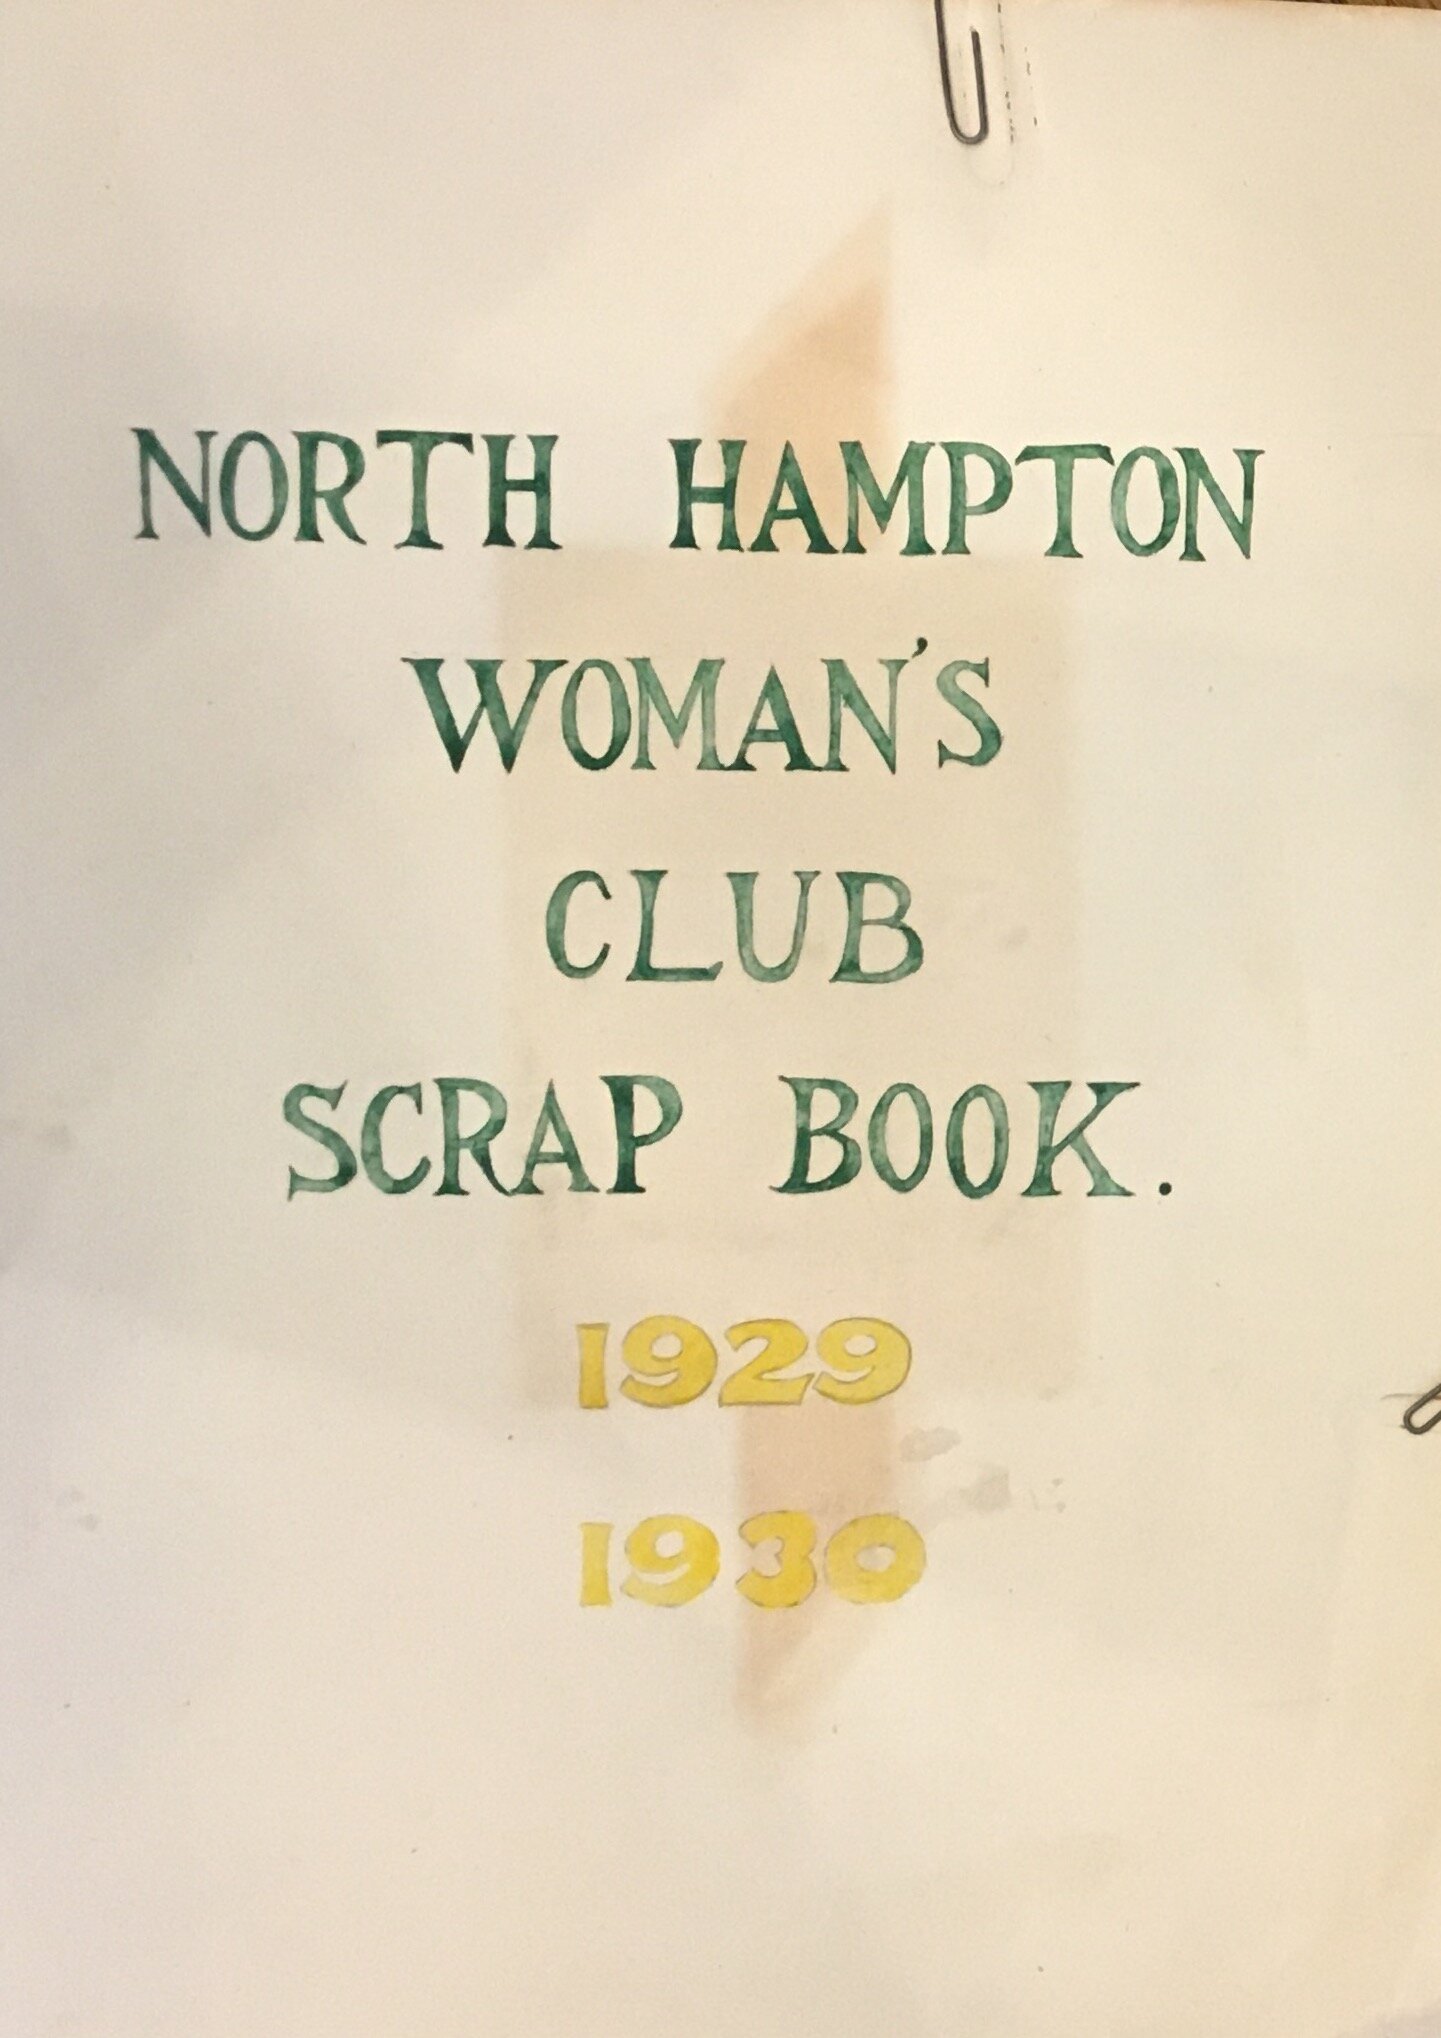 NORTH HAMPTON
WOMAN'S
CLUB
SCRAP BOOK.
1929
1930